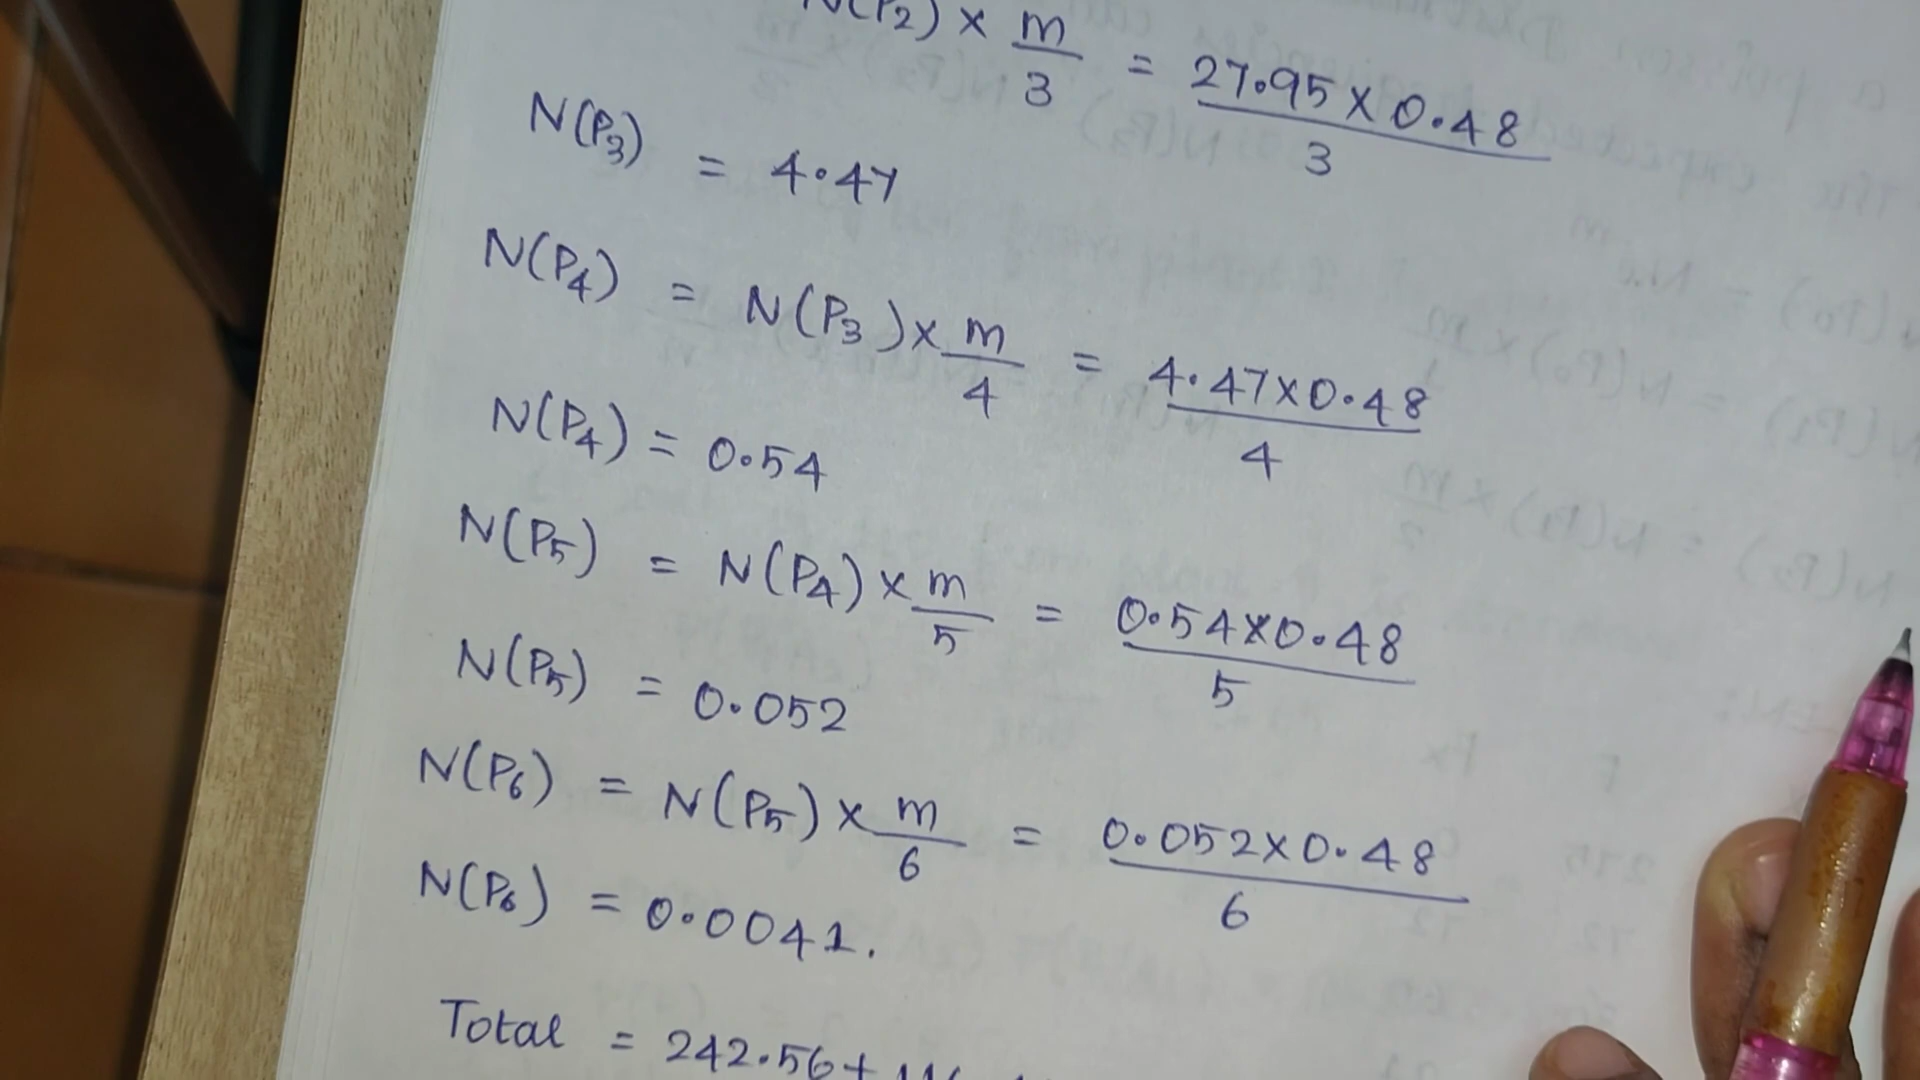 N(P2) × m/3 = 27.95 × 0.48 / 3
N(P3) = 4.47
N(P4) = N(P3) × m/4 = 4.47 × 0.48 / 4
N(P4) = 0.54
N(P5) = N(P4) × m/5 = 0.54 × 0.48 / 5
N(P5) = 0.052
N(P6) = N(P5) × m/6 = 0.052 × 0.48 / 6
N(P6) = 0.0041.
Total = 242.56 +